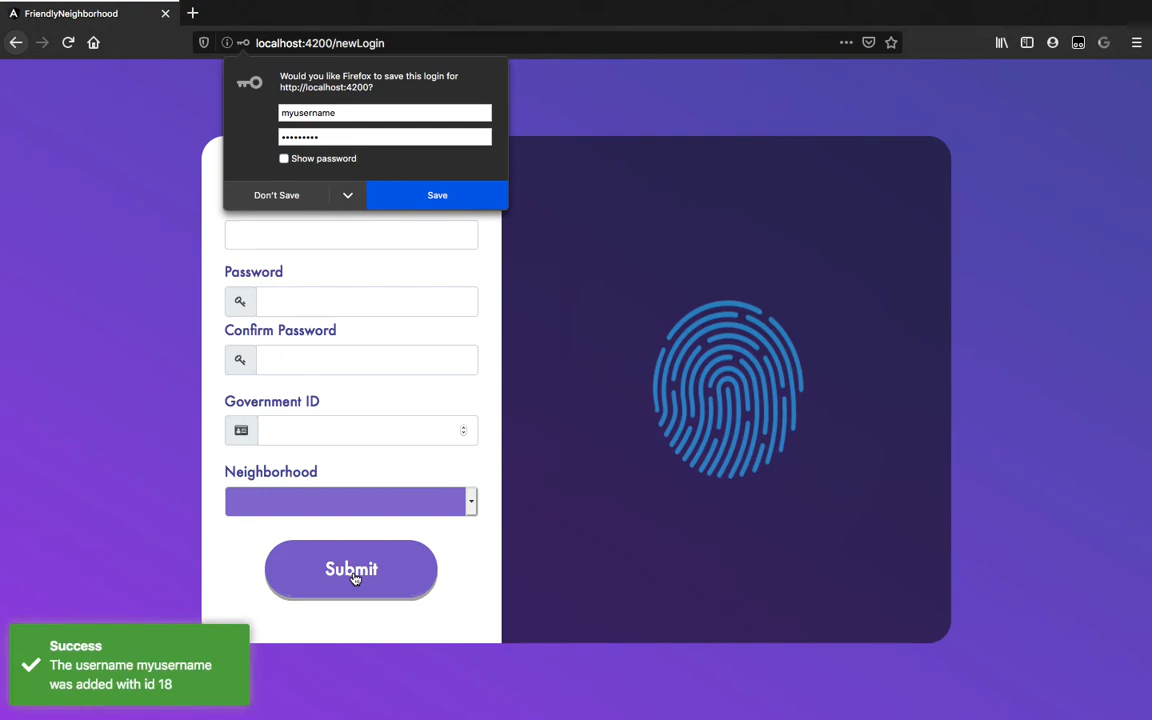 FriendlyNeighborhood
localhost:4200/newLogin
Would you like Firefox to save this login for
http://localhost:4200?
myusername
•••••••••
Show password
Don't Save
Save
Password
Confirm Password
Government ID
Neighborhood
Submit
Success
The username myusername
was added with id 18